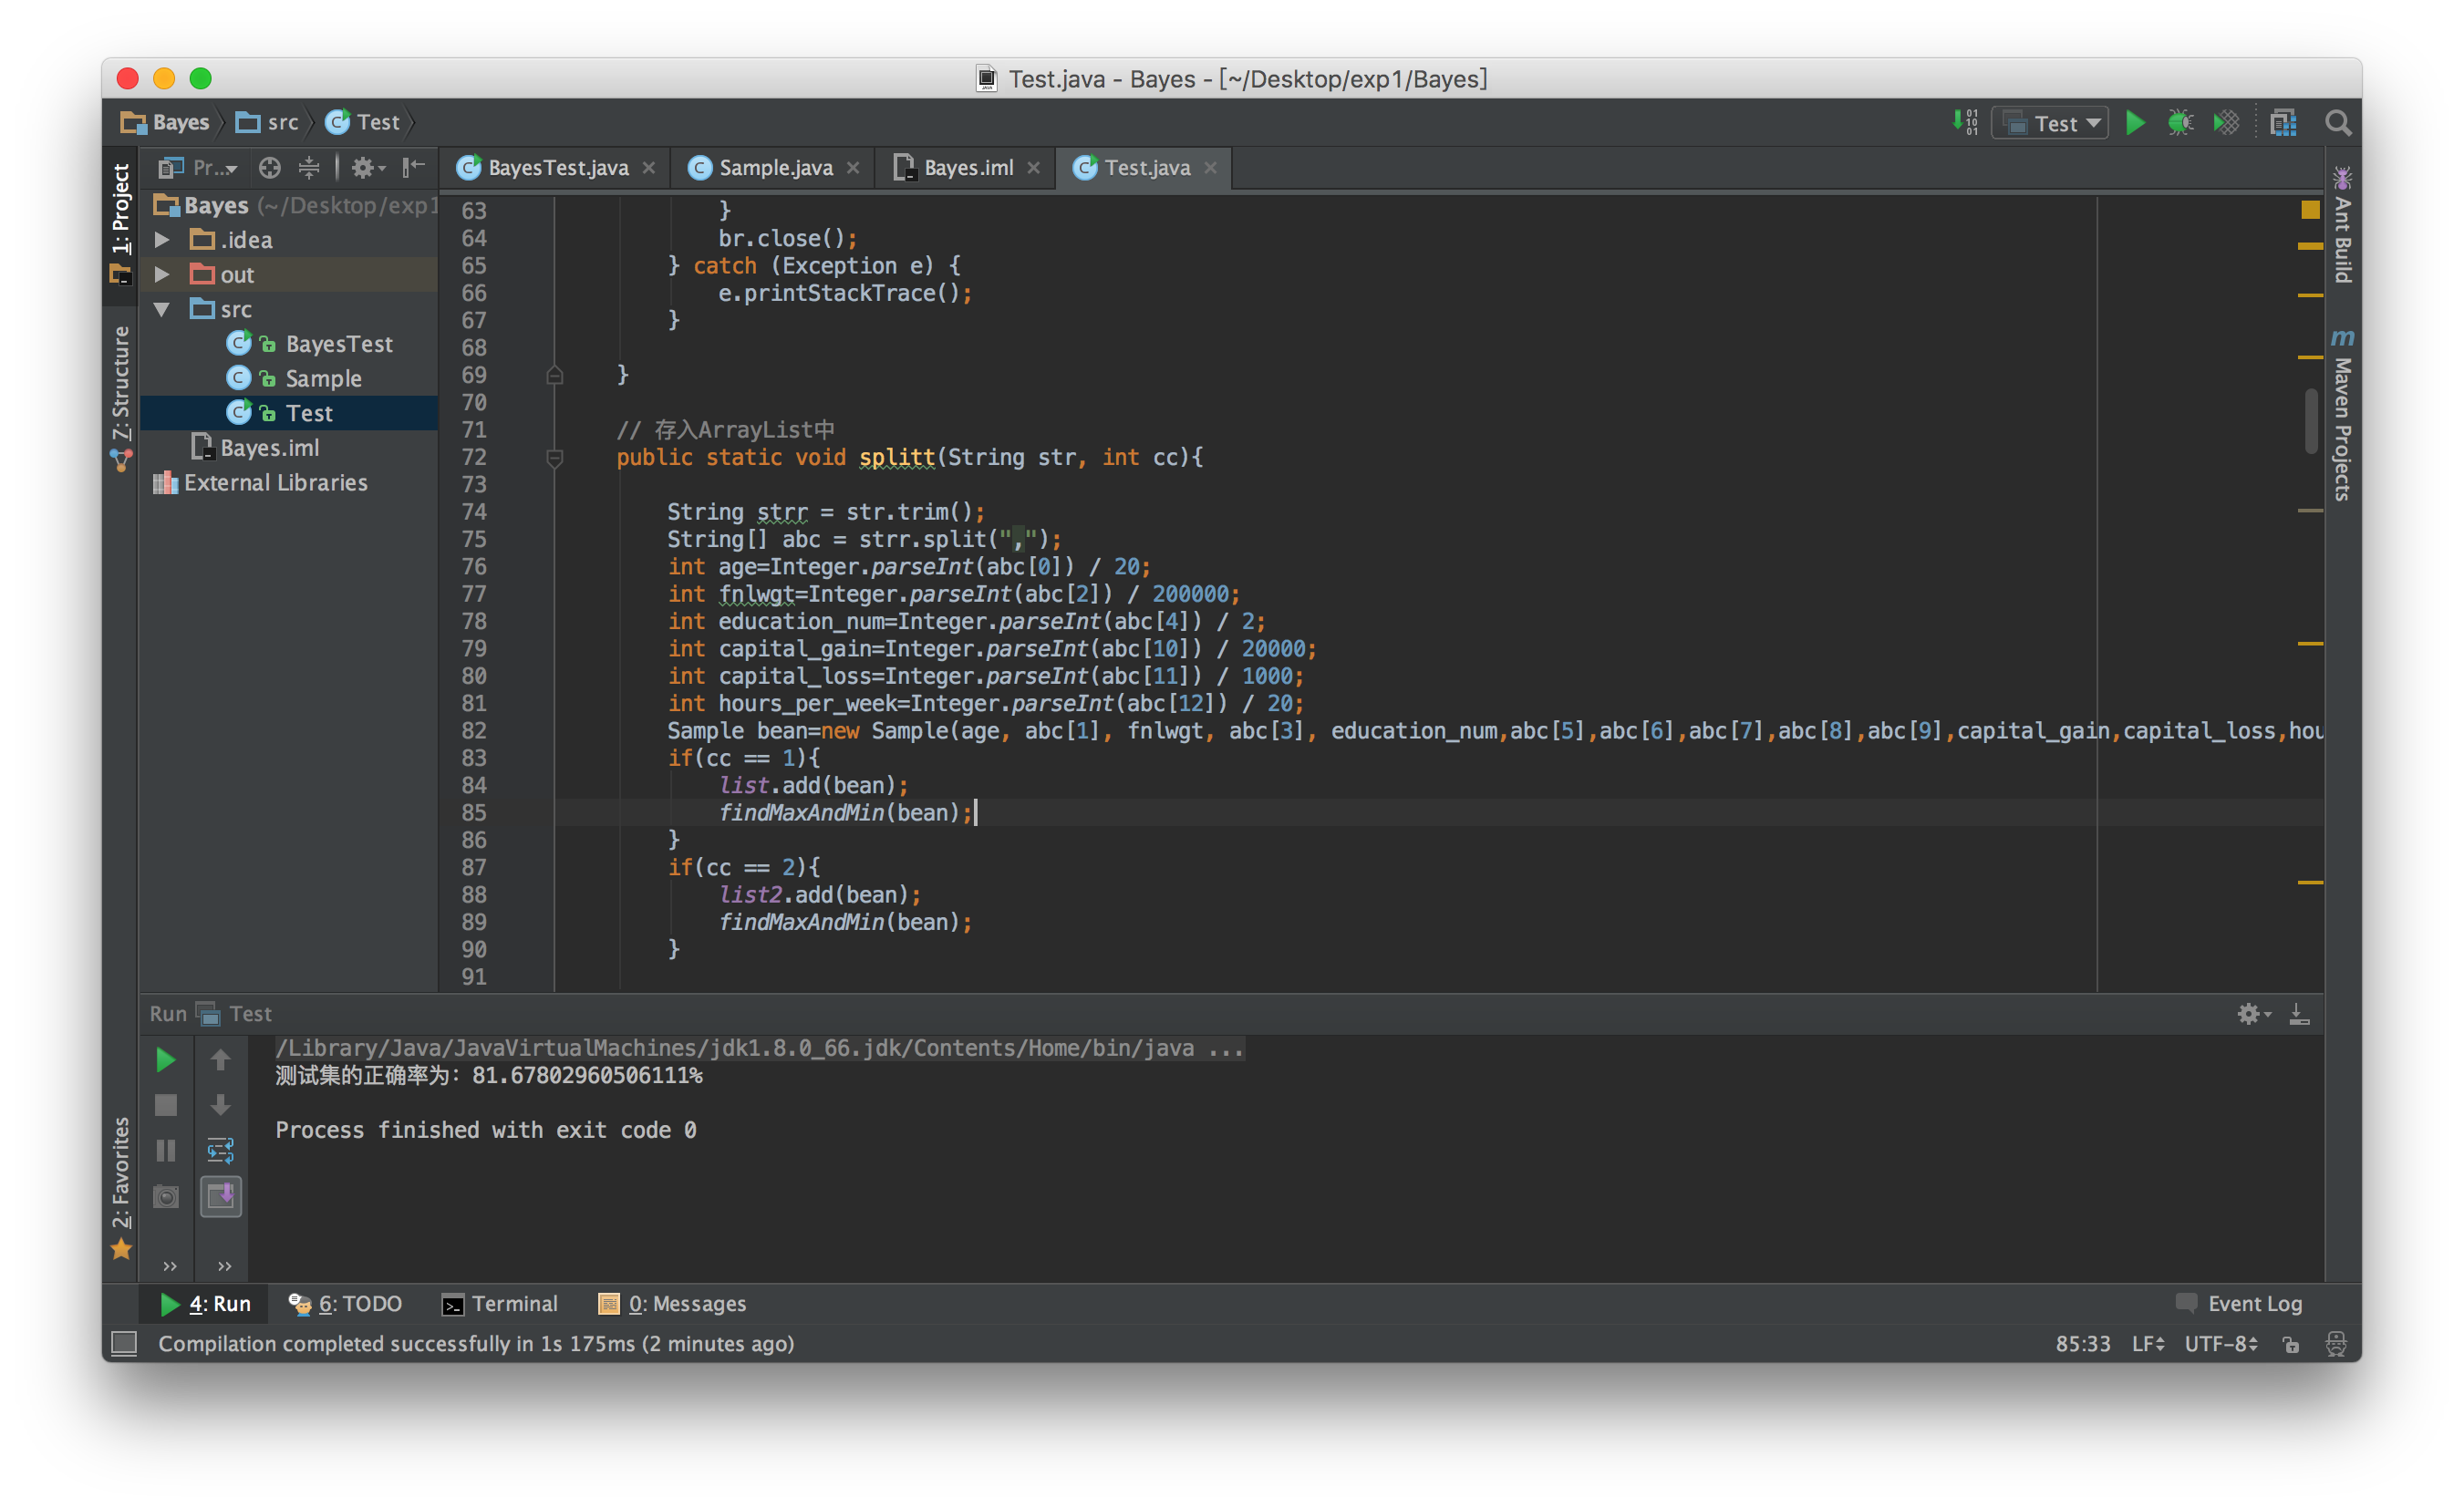 Test.java - Bayes - [~/Desktop/exp1/Bayes]
Bayes src Test
Test
Pr...
BayesTest.java Sample.java Bayes.iml Test.java
1: Project
7: Structure
2: Favorites
Bayes (~/Desktop/exp1
.idea
out
src
BayesTest
Sample
Test
Bayes.iml
External Libraries
63 }
64 br.close();
65 } catch (Exception e) {
66 e.printStackTrace();
67 }
68
69 }
70
71 // 存入ArrayList中
72 public static void splitt(String str, int cc){
73
74 String strr = str.trim();
75 String[] abc = strr.split(",");
76 int age=Integer.parseInt(abc[0]) / 20;
77 int fnlwgt=Integer.parseInt(abc[2]) / 200000;
78 int education_num=Integer.parseInt(abc[4]) / 2;
79 int capital_gain=Integer.parseInt(abc[10]) / 20000;
80 int capital_loss=Integer.parseInt(abc[11]) / 1000;
81 int hours_per_week=Integer.parseInt(abc[12]) / 20;
82 Sample bean=new Sample(age, abc[1], fnlwgt, abc[3], education_num,abc[5],abc[6],abc[7],abc[8],abc[9],capital_gain,capital_loss,hou
83 if(cc == 1){
84 list.add(bean);
85 findMaxAndMin(bean);
86 }
87 if(cc == 2){
88 list2.add(bean);
89 findMaxAndMin(bean);
90 }
91
Ant Build
m Maven Projects
Run Test
/Library/Java/JavaVirtualMachines/jdk1.8.0_66.jdk/Contents/Home/bin/java ...
测试集的正确率为：81.67802960506111%
Process finished with exit code 0
4: Run 6: TODO Terminal 0: Messages Event Log
Compilation completed successfully in 1s 175ms (2 minutes ago) 85:33 LF UTF-8